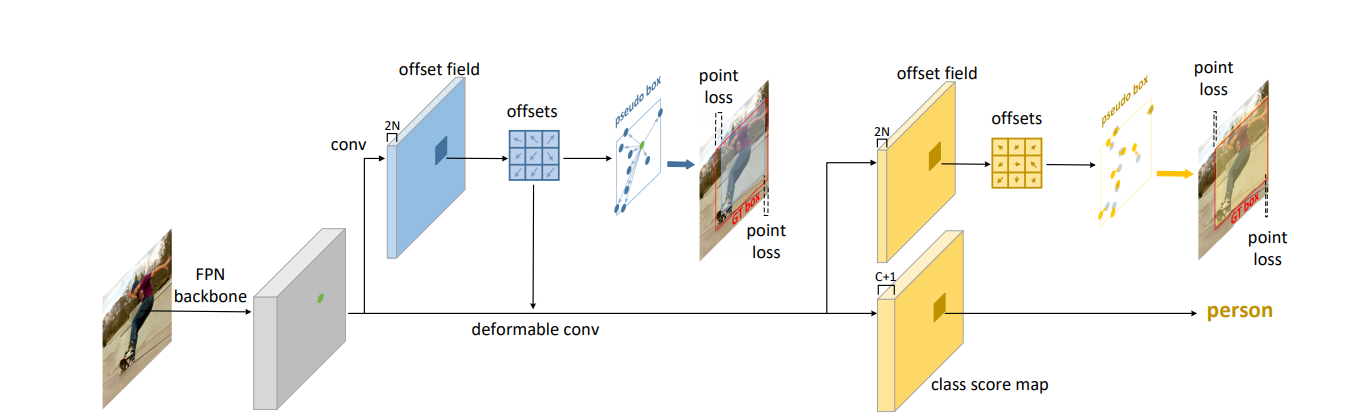 offset field
2N
conv
offsets
pseudo box
point
loss
GT box
point
loss
FPN
backbone
deformable conv
offset field
2N
offsets
pseudo box
point
loss
GT box
point
loss
C+1
person
class score map